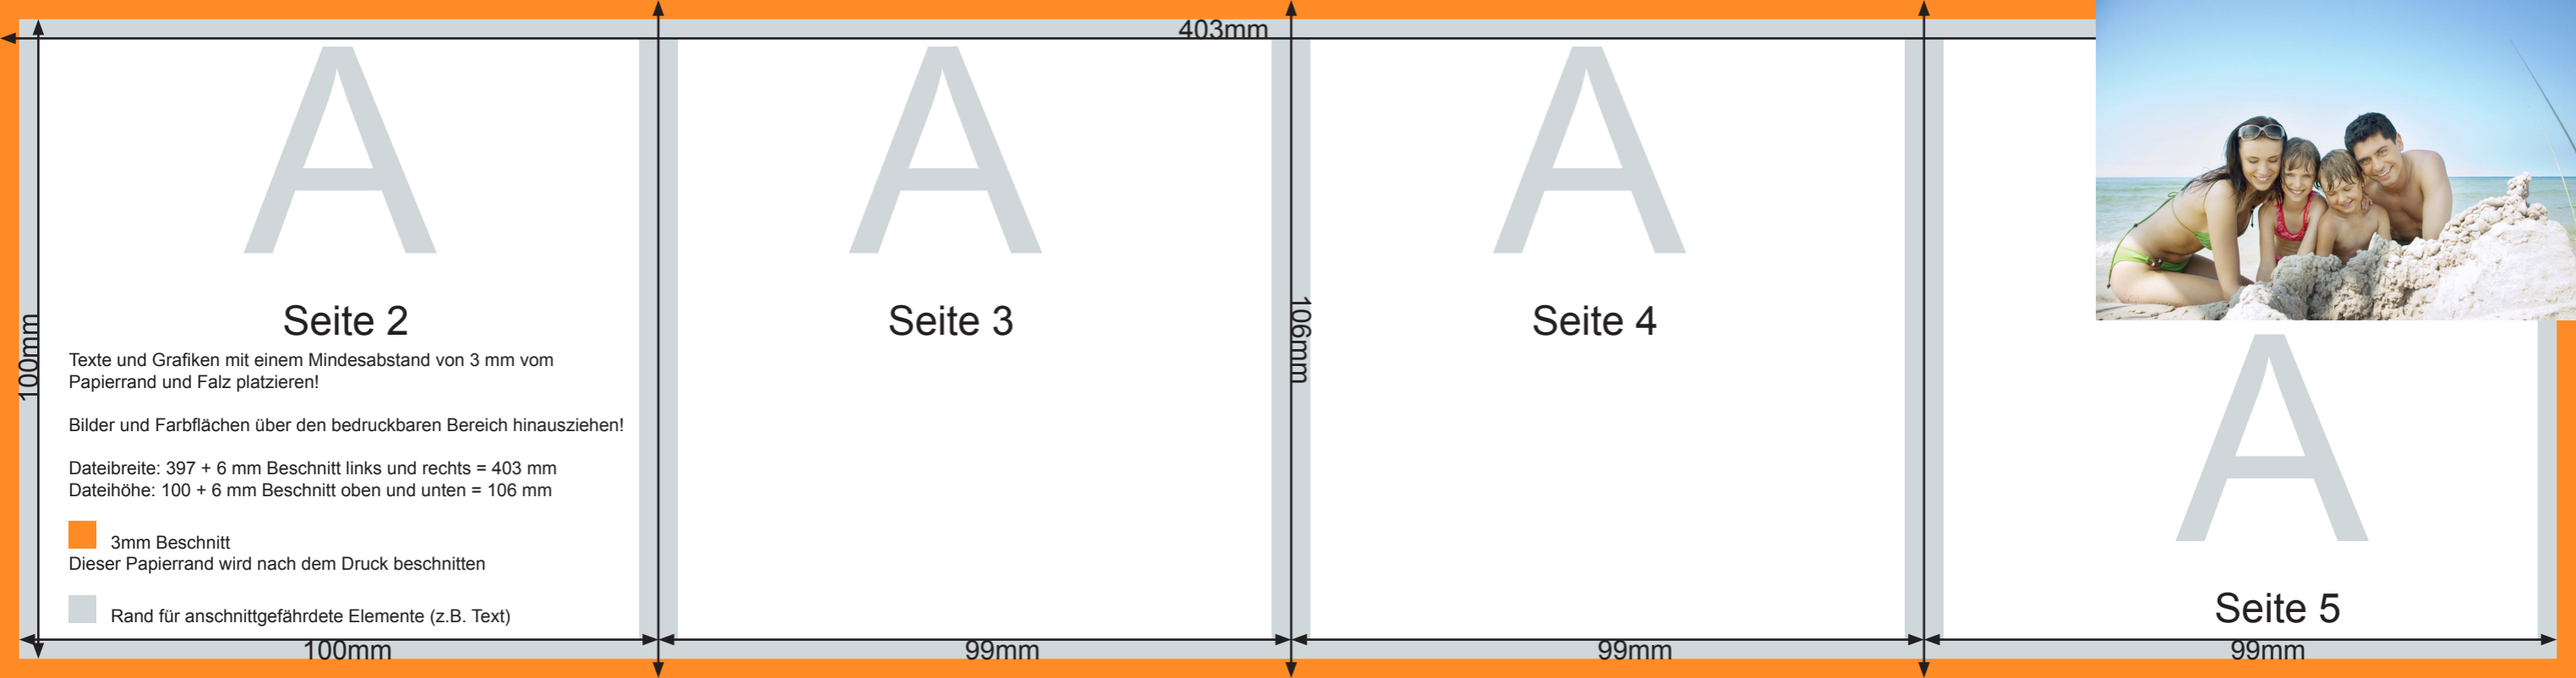 403mm
A
A
A
Seite 2
Seite 3
Seite 4
100mm
106mm
Texte und Grafiken mit einem Mindesabstand von 3 mm vom
Papierrand und Falz platzieren!
Bilder und Farbflächen über den bedruckbaren Bereich hinausziehen!
Dateibreite: 397 + 6 mm Beschnitt links und rechts = 403 mm
Dateihöhe: 100 + 6 mm Beschnitt oben und unten = 106 mm
3mm Beschnitt
Dieser Papierrand wird nach dem Druck beschnitten
Rand für anschnittgefährdete Elemente (z.B. Text)
A
Seite 5
100mm
99mm
99mm
99mm